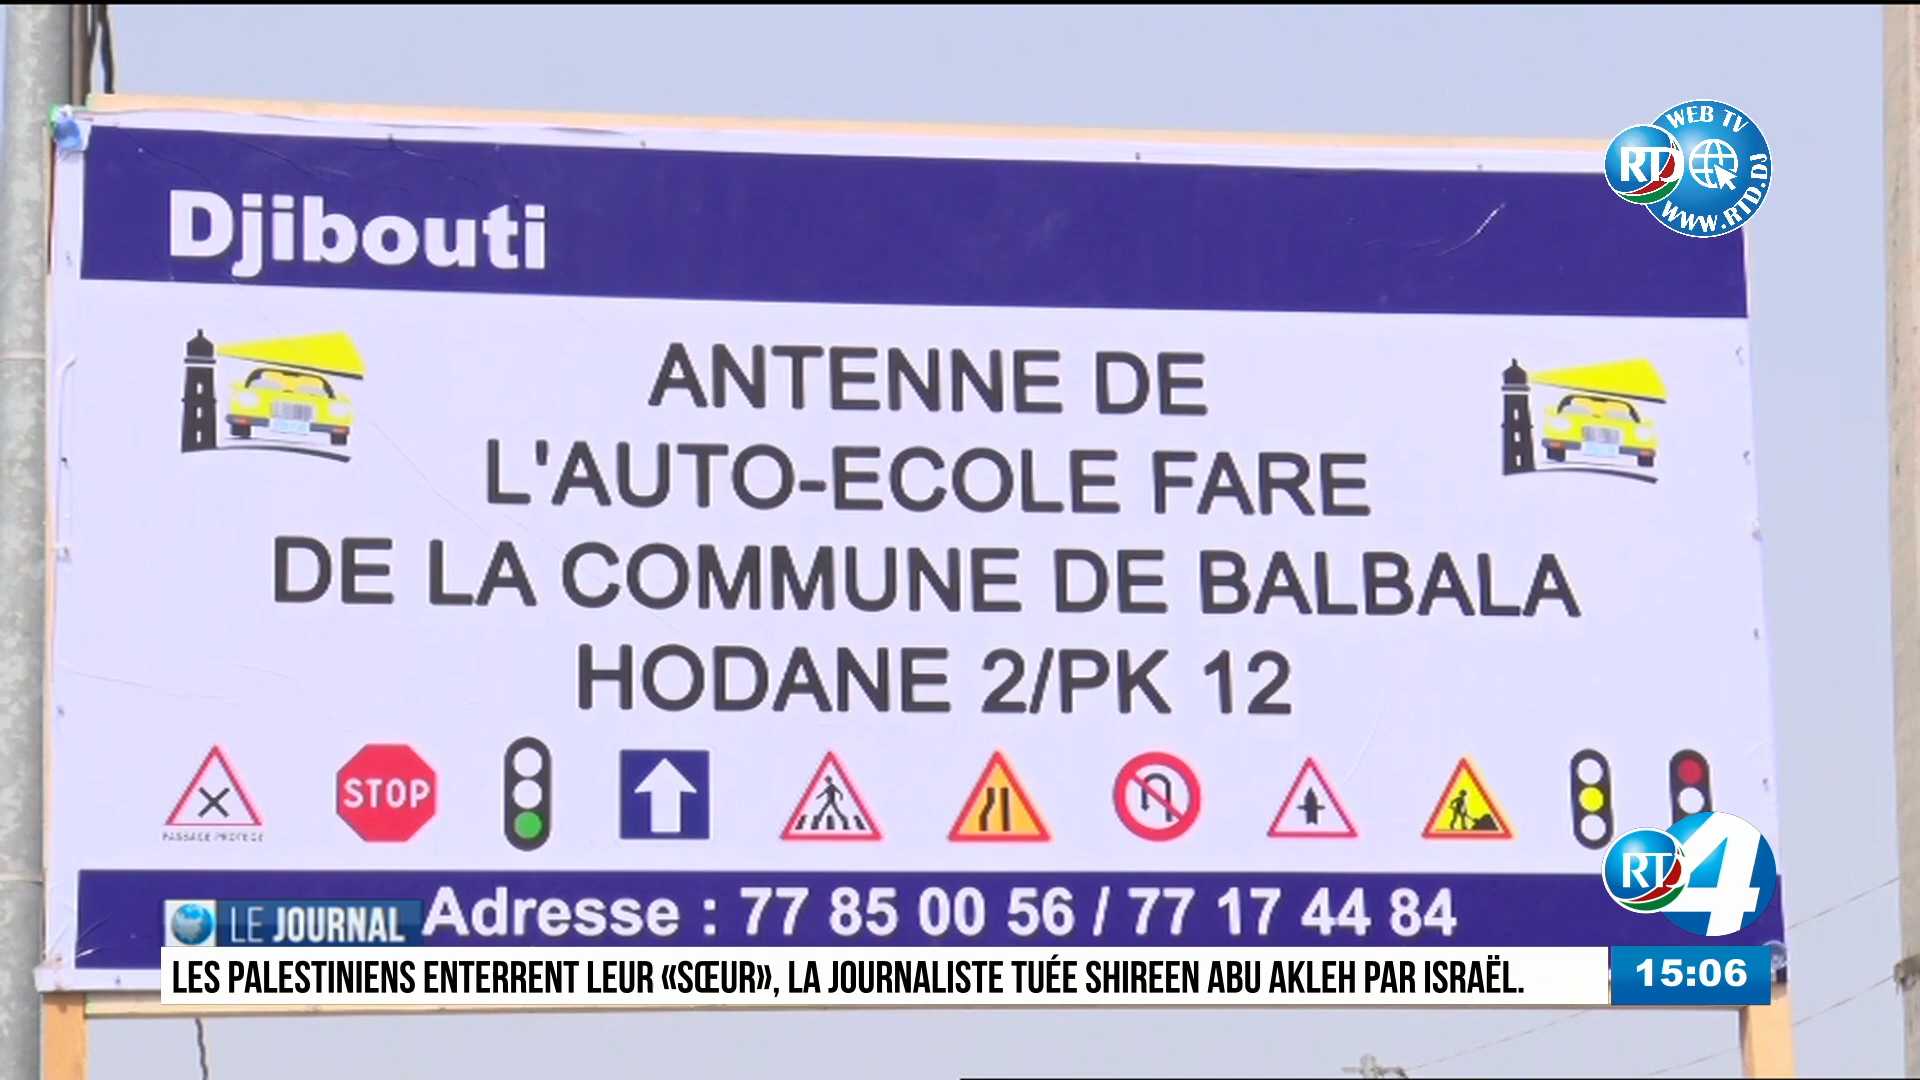 WEB TV
RTD
WWW.RTD.DJ
Djibouti
ANTENNE DE
L'AUTO-ECOLE FARE
DE LA COMMUNE DE BALBALA
HODANE 2/PK 12
STOP
PASSAGE PROTEGE
RTD 4
Adresse : 77 85 00 56 / 77 17 44 84
LE JOURNAL
LES PALESTINIENS ENTERRENT LEUR «SŒUR», LA JOURNALISTE TUÉE SHIREEN ABU AKLEH PAR ISRAËL.
15:06